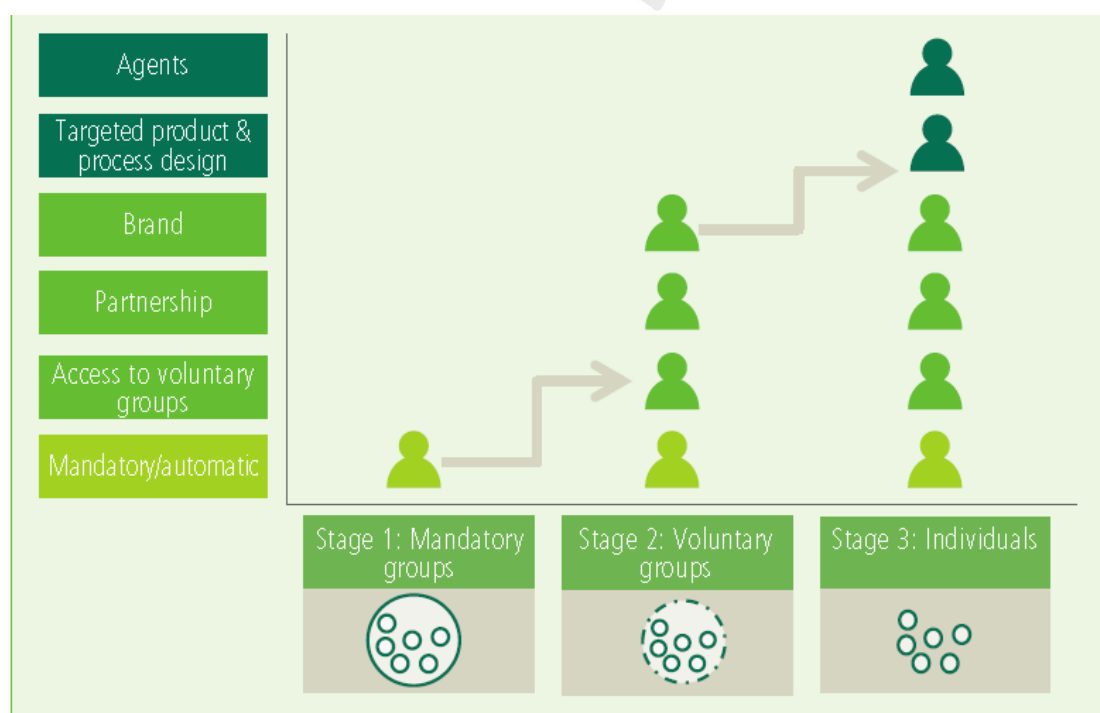 Agents
Targeted product &
process design
Brand
Partnership
Access to voluntary
groups
Mandatory/automatic
Stage 1: Mandatory
groups
Stage 2: Voluntary
groups
Stage 3: Individuals